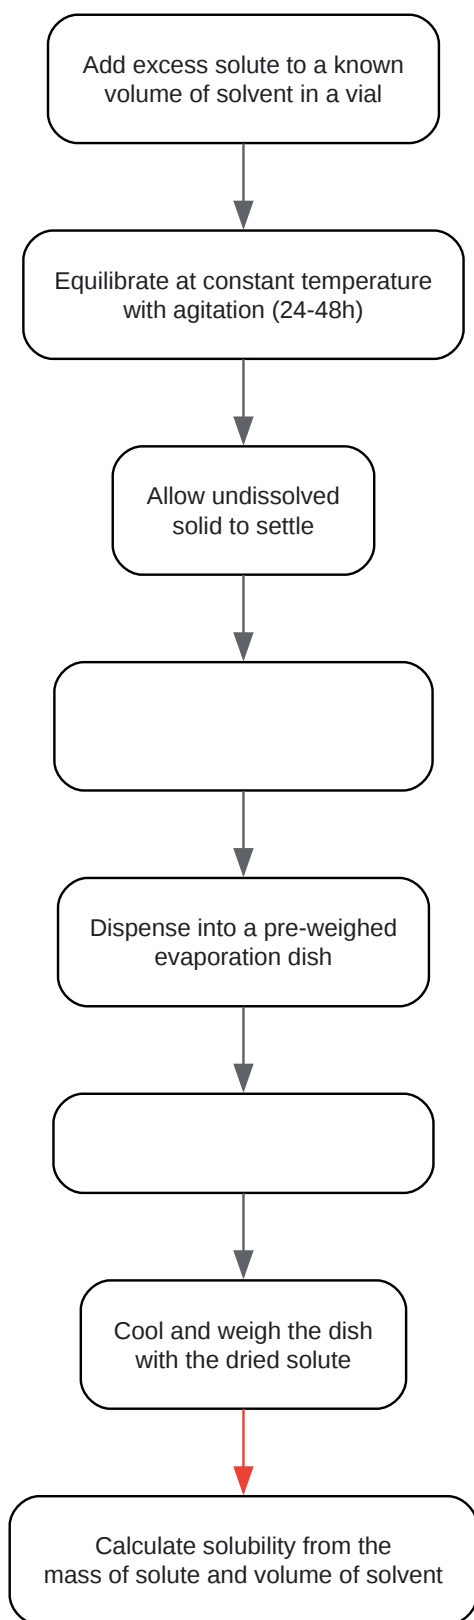 Add excess solute to a known
volume of solvent in a vial
Equilibrate at constant temperature
with agitation (24-48h)
Allow undissolved
solid to settle
Dispense into a pre-weighed
evaporation dish
Cool and weigh the dish
with the dried solute
Calculate solubility from the
mass of solute and volume of solvent